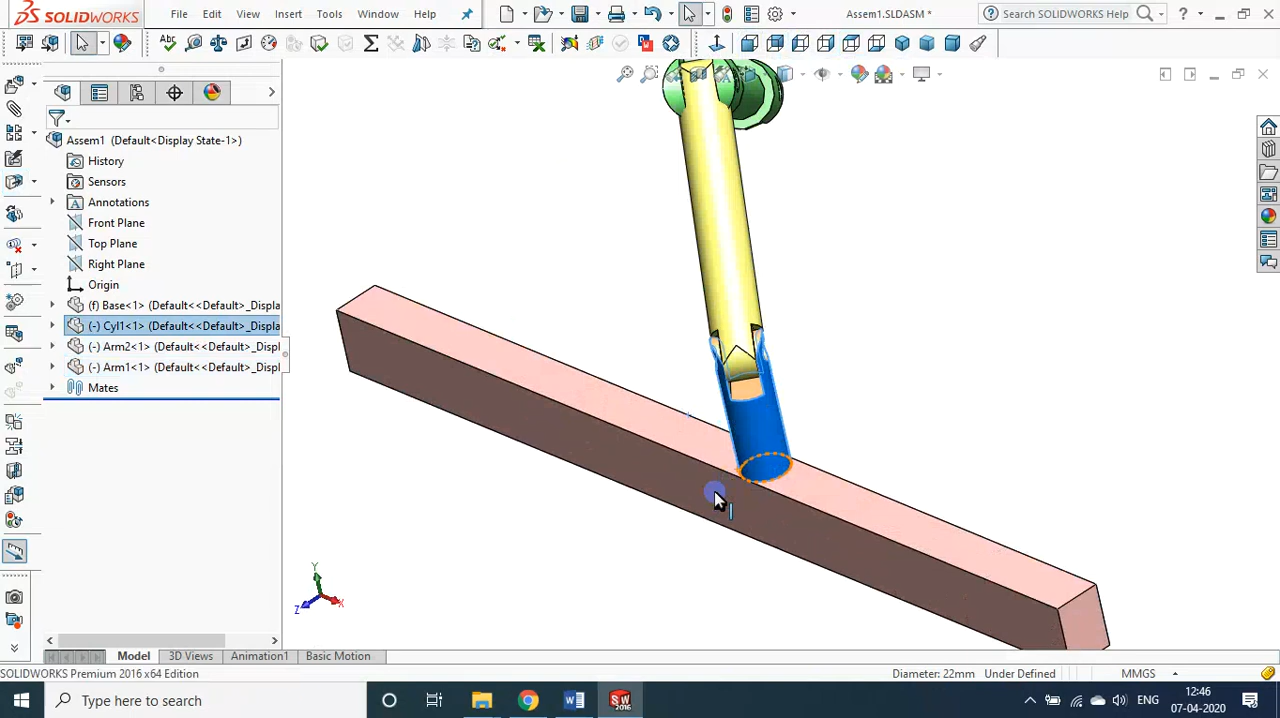 SOLIDWORKS File Edit View Insert Tools Window Help Assem1.SLDASM * Search SOLIDWORKS Help
Assem1 (Default<Display State-1>)
History
Sensors
Annotations
Front Plane
Top Plane
Right Plane
Origin
(f) Base<1> (Default<<Default>_Displa
(-) Cyl1<1> (Default<<Default>_Displa
(-) Arm2<1> (Default<<Default>_Displ
(-) Arm1<1> (Default<<Default>_Displ
Mates
Y
Z
X
Model 3D Views Animation1 Basic Motion
SOLIDWORKS Premium 2016 x64 Edition Diameter: 22mm Under Defined MMGS
Type here to search ENG 12:46
07-04-2020